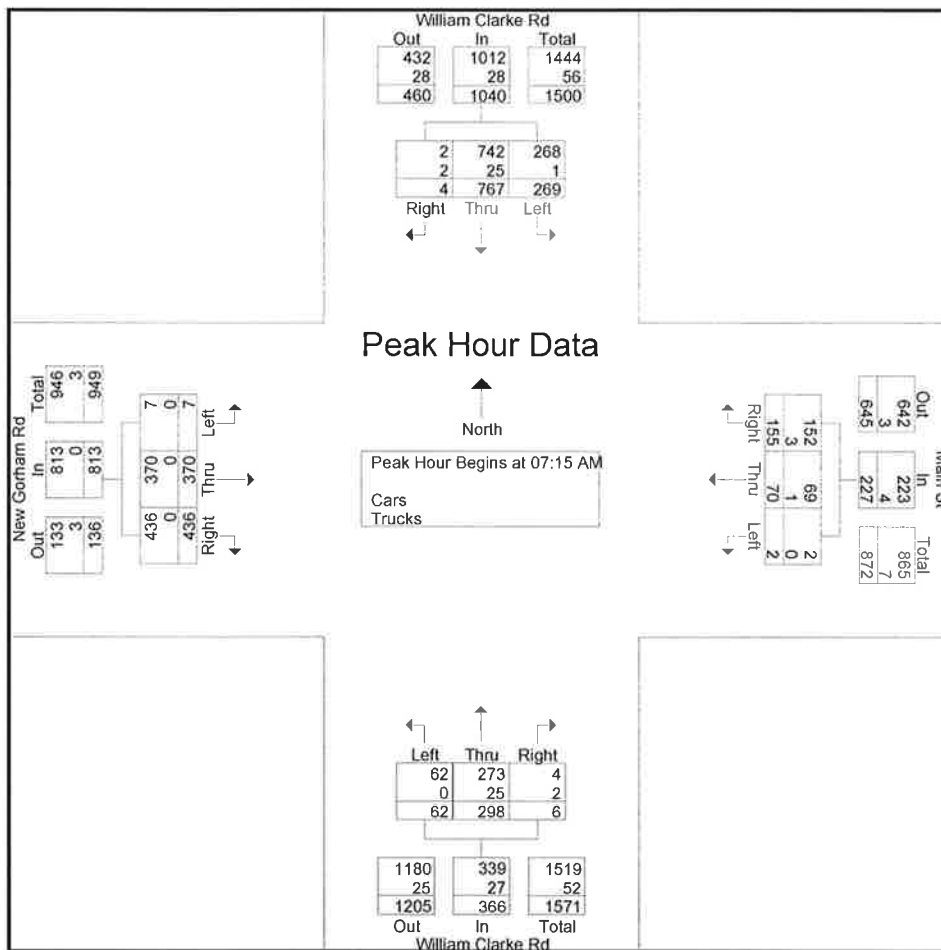 William Clarke Rd
Out In Total
432 1012 1444
28 28 56
460 1040 1500
2 742 268
2 25 1
4 767 269
Right Thru Left
New Gorham Rd
Out In Total
133 813 946
3 0 3
136 813 949
436 370 7
0 0 0
436 370 7
Right Thru Left
Peak Hour Data
North
Peak Hour Begins at 07:15 AM
Cars
Trucks
Main St
Out In Total
642 223 865
3 4 7
645 227 872
152 69 2
3 1 0
155 70 2
Right Thru Left
Left Thru Right
62 273 4
0 25 2
62 298 6
1180 339 1519
25 27 52
1205 366 1571
Out In Total
William Clarke Rd